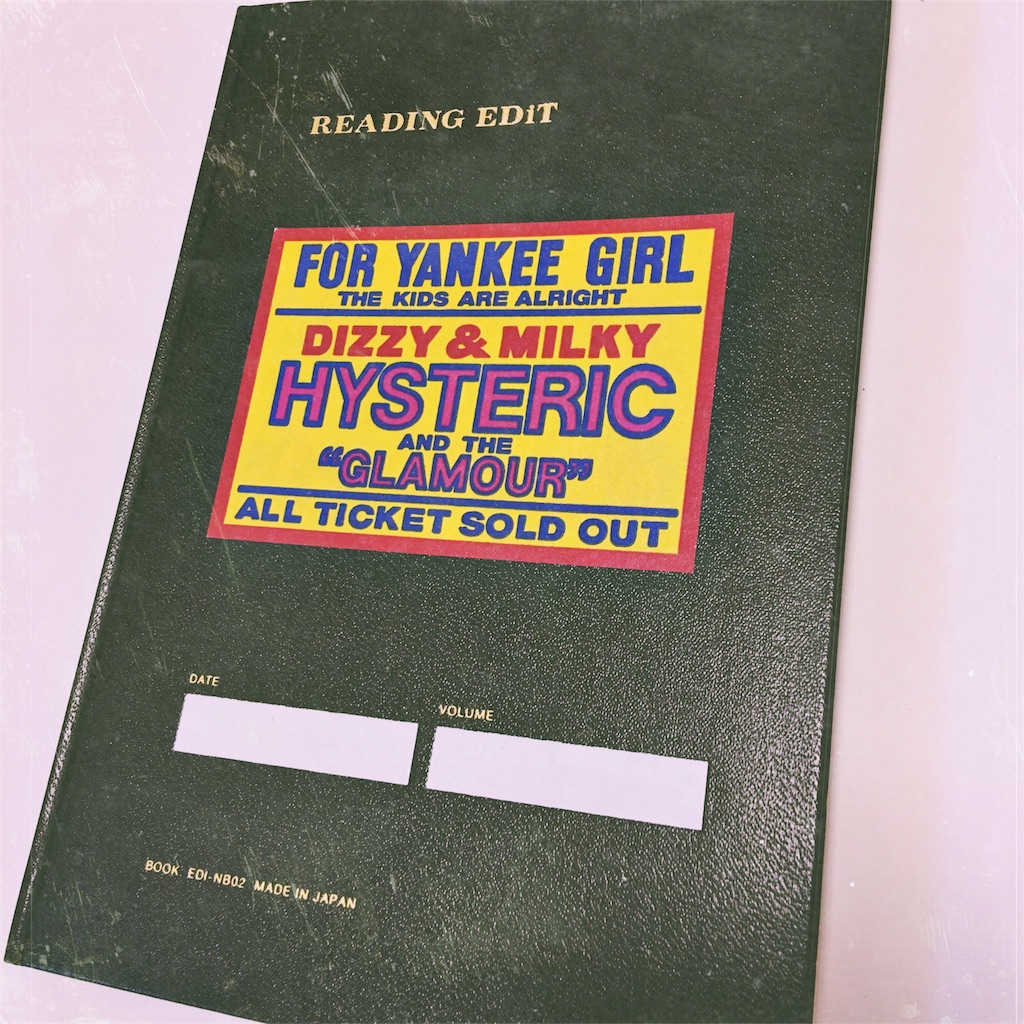 READING EDiT
FOR YANKEE GIRL
THE KIDS ARE ALRIGHT
DIZZY & MILKY
HYSTERIC
AND THE
“GLAMOUR”
ALL TICKET SOLD OUT
DATE
VOLUME
BOOK EDI-NB02 MADE IN JAPAN